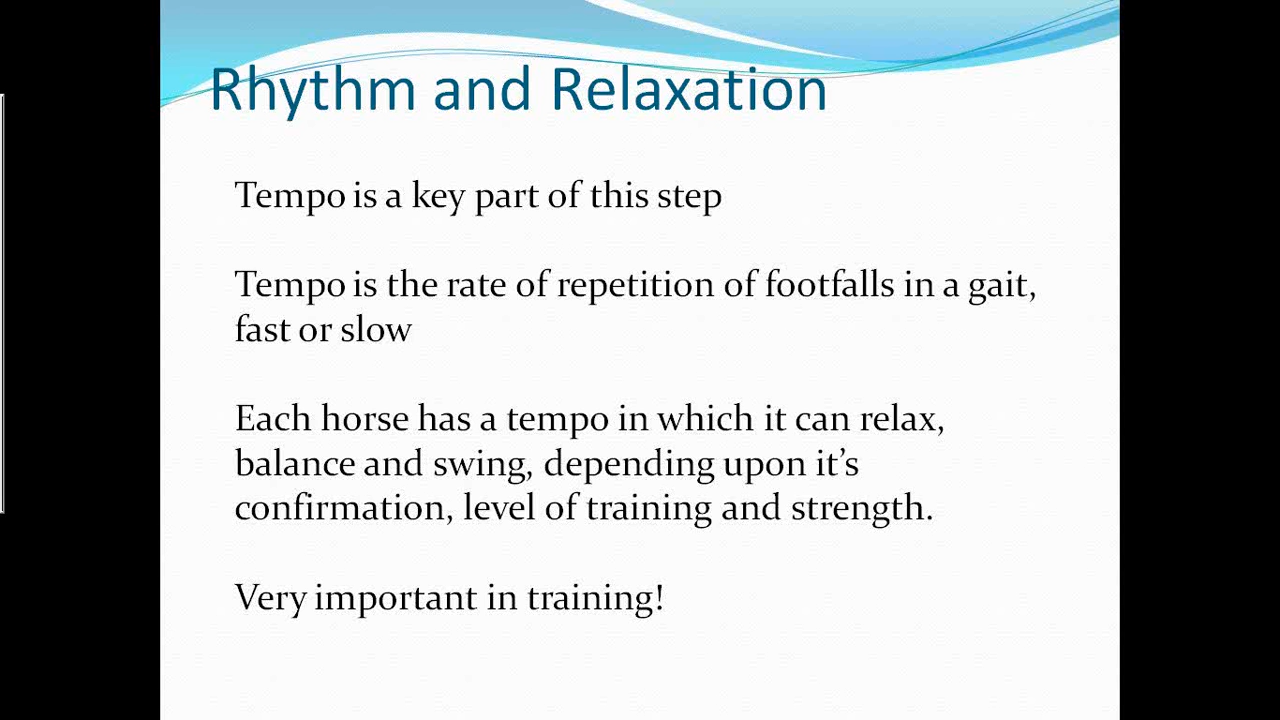 Rhythm and Relaxation
Tempo is a key part of this step
Tempo is the rate of repetition of footfalls in a gait,
fast or slow
Each horse has a tempo in which it can relax,
balance and swing, depending upon it’s
confirmation, level of training and strength.
Very important in training!